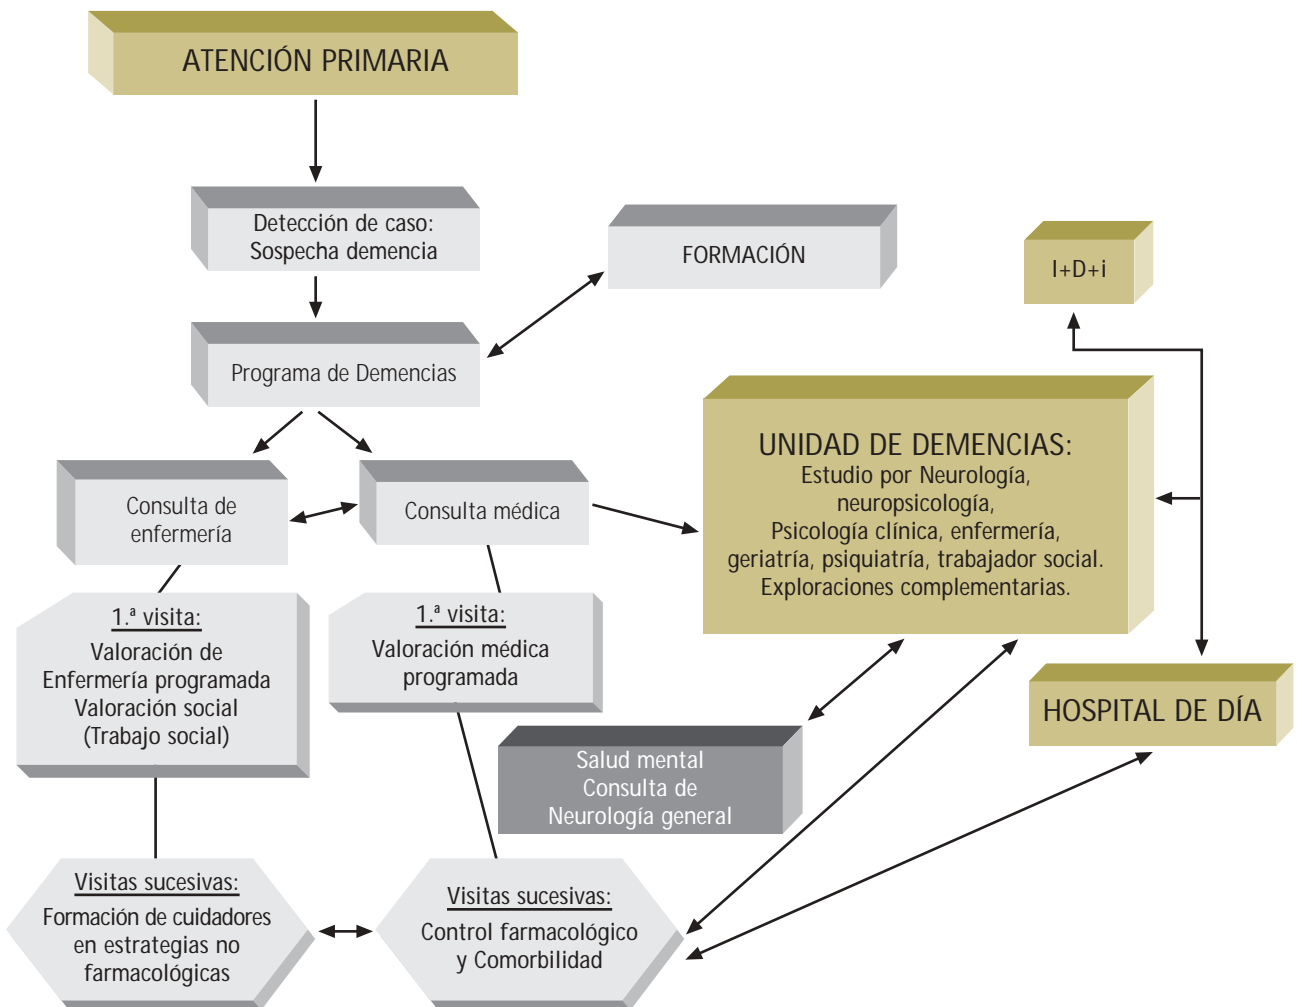 ATENCIÓN PRIMARIA
Detección de caso:
Sospecha demencia
FORMACIÓN
I+D+i
Programa de Demencias
UNIDAD DE DEMENCIAS:
Estudio por Neurología,
neuropsicología,
Psicología clínica, enfermería,
geriatría, psiquiatría, trabajador social.
Exploraciones complementarias.
Consulta de
enfermería
Consulta médica
1.ª visita:
Valoración de
Enfermería programada
Valoración social
(Trabajo social)
1.ª visita:
Valoración médica
programada
HOSPITAL DE DÍA
Salud mental
Consulta de
Neurología general
Visitas sucesivas:
Formación de cuidadores
en estrategias no
farmacológicas
Visitas sucesivas:
Control farmacológico
y Comorbilidad